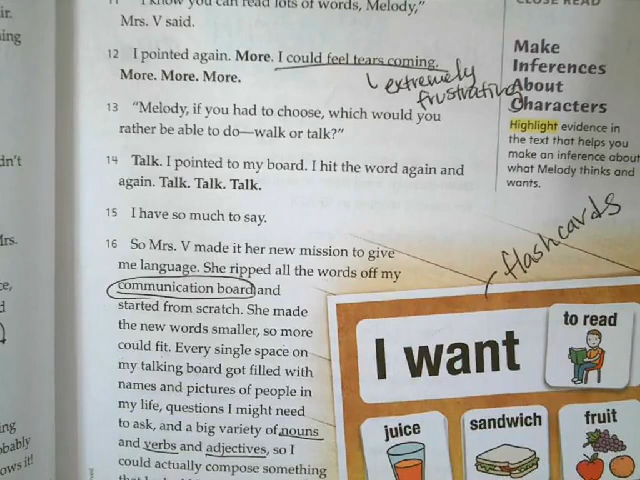 "I know you can read lots of words, Melody,"
Mrs. V said.
12 I pointed again. More. I could feel tears coming.
More. More. More.
extremely
frustrating
13 "Melody, if you had to choose, which would you
rather be able to do—walk or talk?"
14 Talk. I pointed to my board. I hit the word again and
again. Talk. Talk. Talk.
15 I have so much to say.
16 So Mrs. V made it her new mission to give
me language. She ripped all the words off my
communication board and
started from scratch. She made
the new words smaller, so more
could fit. Every single space on
my talking board got filled with
names and pictures of people in
my life, questions I might need
to ask, and a big variety of nouns
and verbs and adjectives, so I
could actually compose something
CLOSE READ
Make
Inferences
About
Characters
Highlight evidence in
the text that helps you
make an inference about
what Melody thinks and
wants.
flashcards
I want
to read
juice
sandwich
fruit